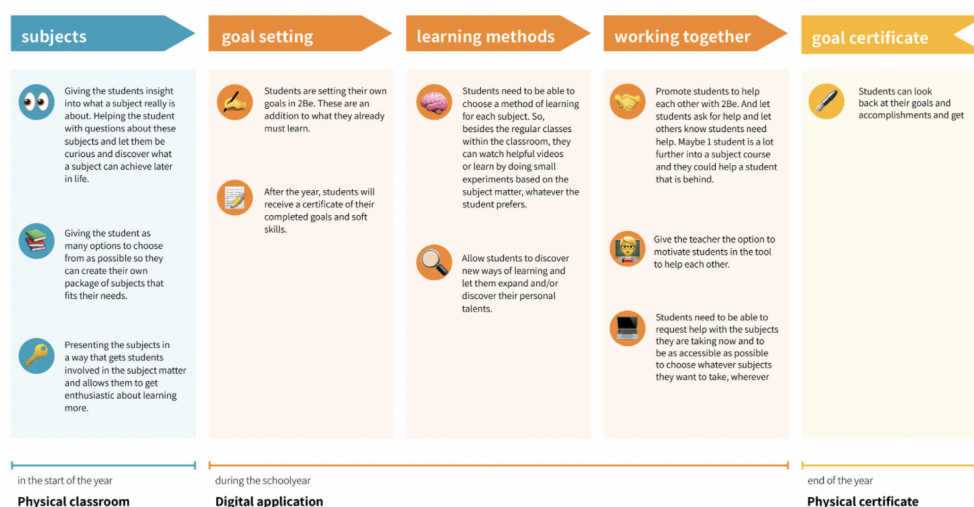 subjects
Giving the students insight
into what a subject really is
about. Helping the student
with questions about these
subjects and let them be
curious and discover what
a subject can achieve later
in life.
Giving the student as
many options to choose
from as possible so they
can create their own
package of subjects that
fits their needs.
Presenting the subjects in
a way that gets students
involved in the subject matter
and allows them to get
enthusiastic about learning
more.
goal setting
Students are setting their own
goals in 2Be. These are an
addition to what they already
must learn.
After the year, students will
receive a certificate of their
completed goals and soft
skills.
learning methods
Students need to be able to
choose a method of learning
for each subject. So,
besides the regular classes
within the classroom, they
can watch helpful videos
or learn by doing small
experiments based on the
subject matter, whatever the
student prefers.
Allow students to discover
new ways of learning and
let them expand and/or
discover their personal
talents.
working together
Promote students to help
each other with 2Be. And let
students ask for help and let
others know students need
help. Maybe 1 student is a lot
further into a subject course
and they could help a student
that is behind.
Give the teacher the option to
motivate students in the tool
to help each other.
Students need to be able to
request help with the subjects
they are taking now and to
be as accessible as possible
to choose whatever subjects
they want to take, wherever
goal certificate
Students can look
back at their goals and
accomplishments and get
in the start of the year
Physical classroom
during the schoolyear
Digital application
end of the year
Physical certificate